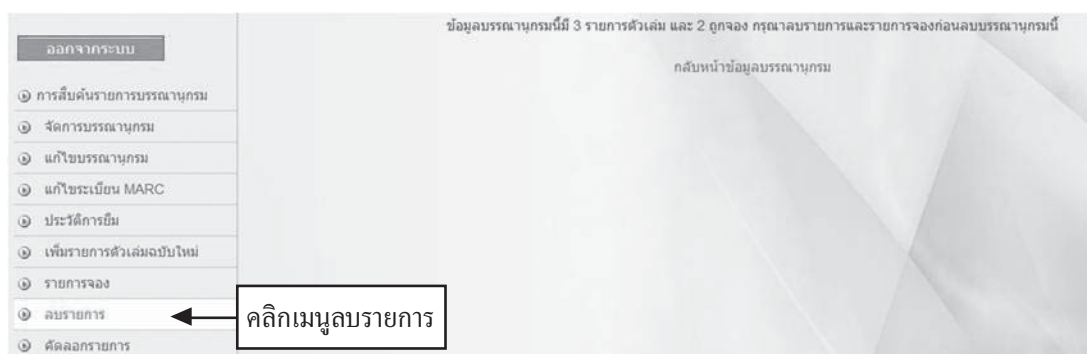 ข้อมูลบรรณานุกรมนี้มี 3 รายการตัวเล่ม และ 2 ถูกจอง กรุณาลบรายการและรายการจองก่อนลบบรรณานุกรมนี้
กลับหน้าข้อมูลบรรณานุกรม
ออกจากระบบ
การสืบค้นรายการบรรณานุกรม
จัดการบรรณานุกรม
แก้ไขบรรณานุกรม
แก้ไขระเบียน MARC
ประวัติการยืม
เพิ่มรายการตัวเล่มฉบับใหม่
รายการจอง
ลบรายการ
คลิกเมนูลบรายการ
คัดลอกรายการ